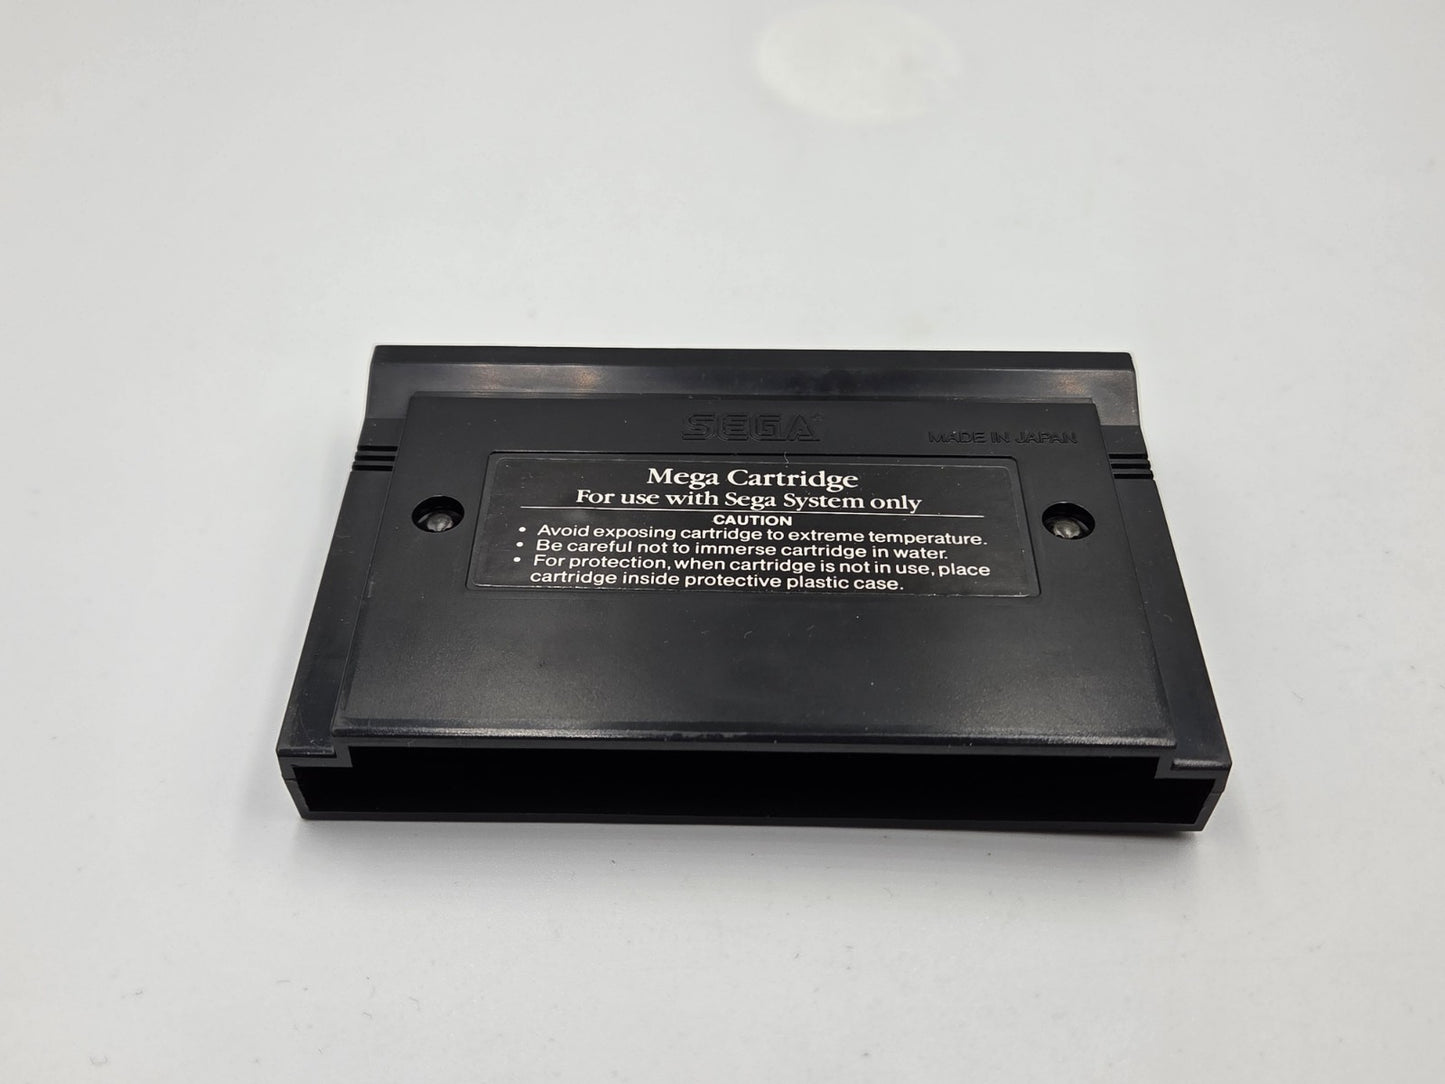 SEGA
MADE IN JAPAN
Mega Cartridge
For use with Sega System only
CAUTION
• Avoid exposing cartridge to extreme temperature.
• Be careful not to immerse cartridge in water.
• For protection, when cartridge is not in use, place
cartridge inside protective plastic case.